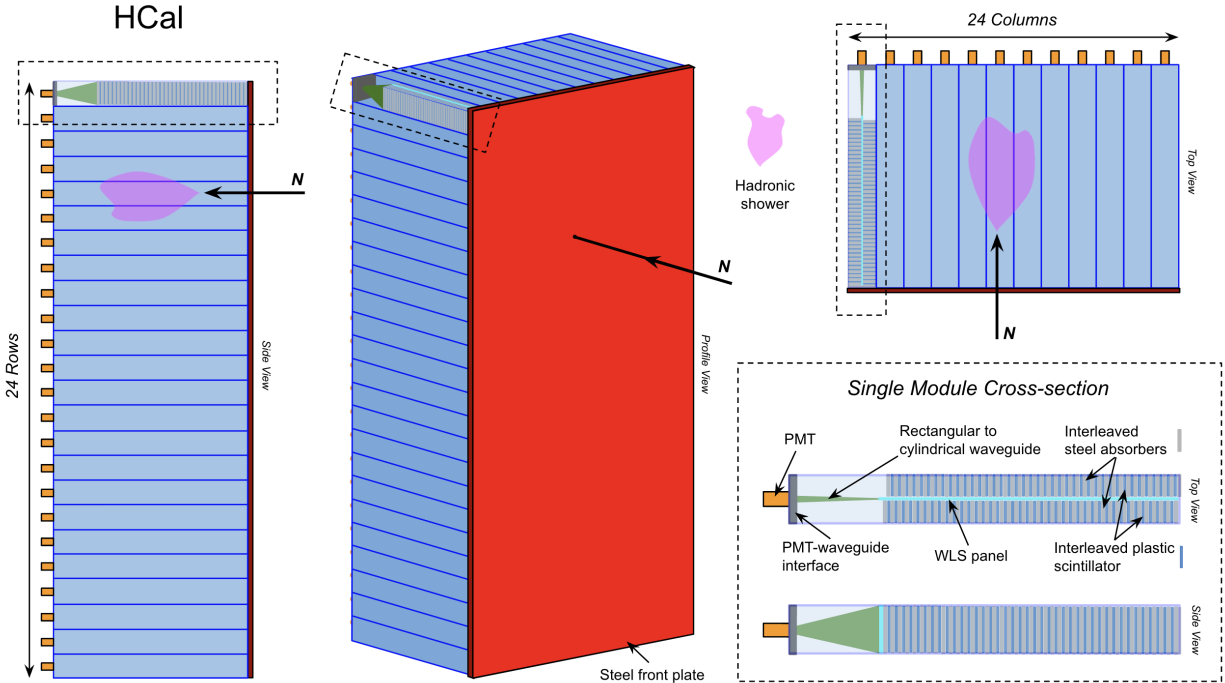 HCal
24 Rows
N
Side View
N
Profile View
Steel front plate
Hadronic
shower
24 Columns
Top View
N
Single Module Cross-section
PMT
Rectangular to
cylindrical waveguide
Interleaved
steel absorbers
Top View
PMT-waveguide
interface
WLS panel
Interleaved plastic
scintillator
Side View